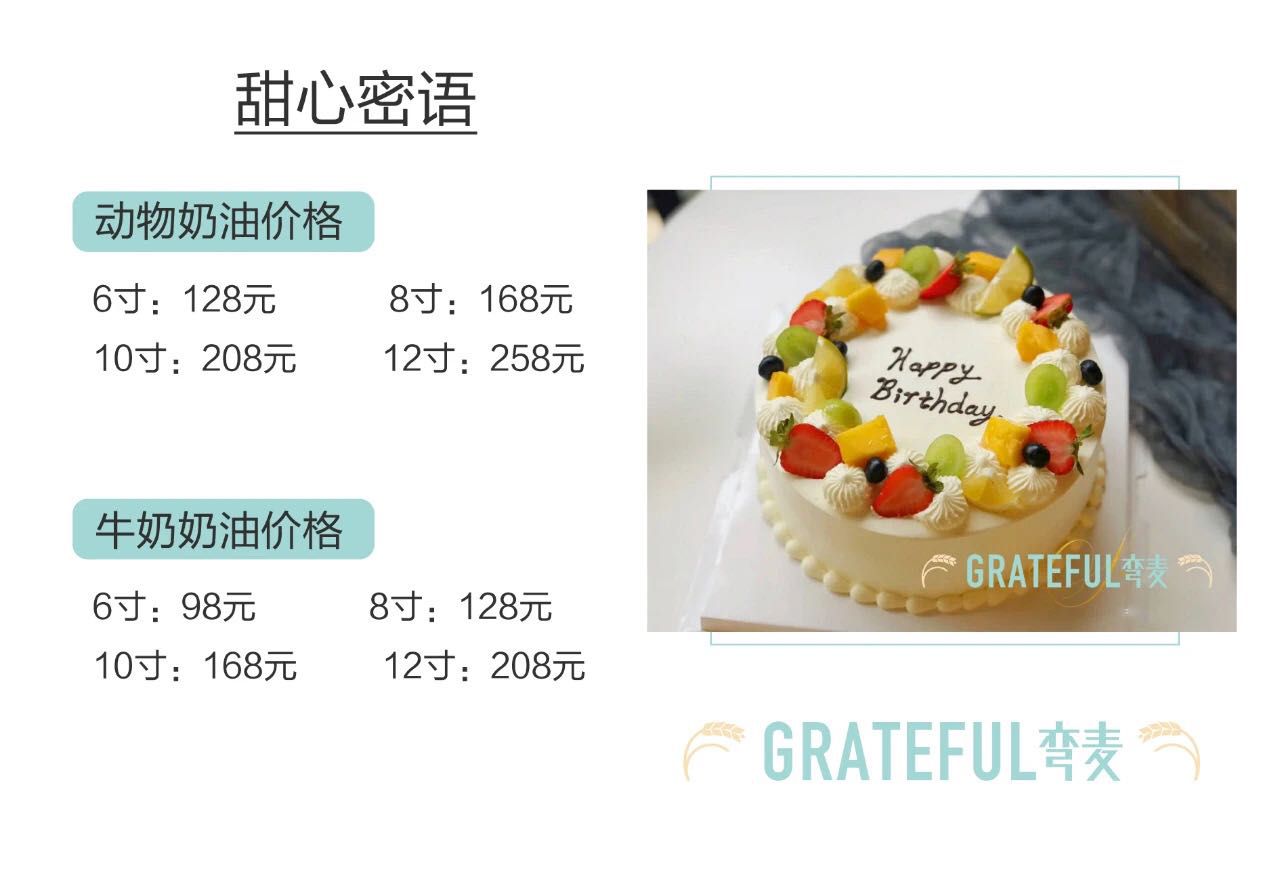 甜心密语
动物奶油价格
6寸：128元 8寸：168元
10寸：208元 12寸：258元
牛奶奶油价格
6寸：98元 8寸：128元
10寸：168元 12寸：208元
Happy
Birthday.
GRATEFUL弯麦
GRATEFUL弯麦